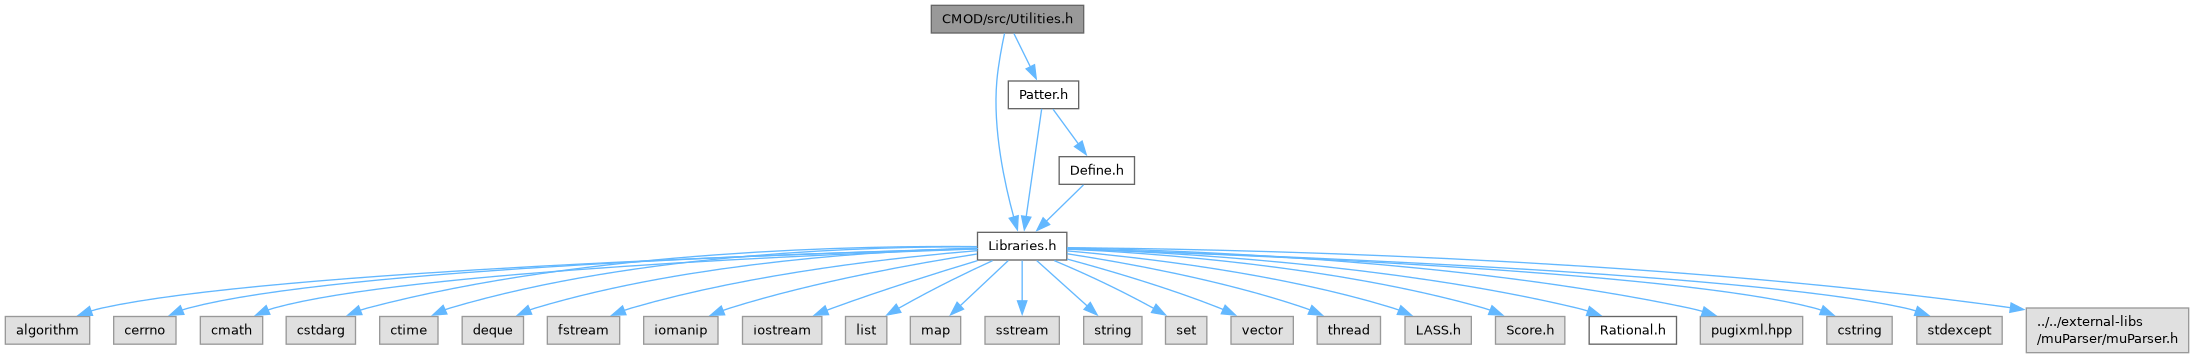 CMOD/src/Utilities.h
Patter.h
Define.h
Libraries.h
algorithm
cerrno
cmath
cstdarg
ctime
deque
fstream
iomanip
iostream
list
map
sstream
string
set
vector
thread
LASS.h
Score.h
Rational.h
pugixml.hpp
cstring
stdexcept
../../external-libs
/muParser/muParser.h